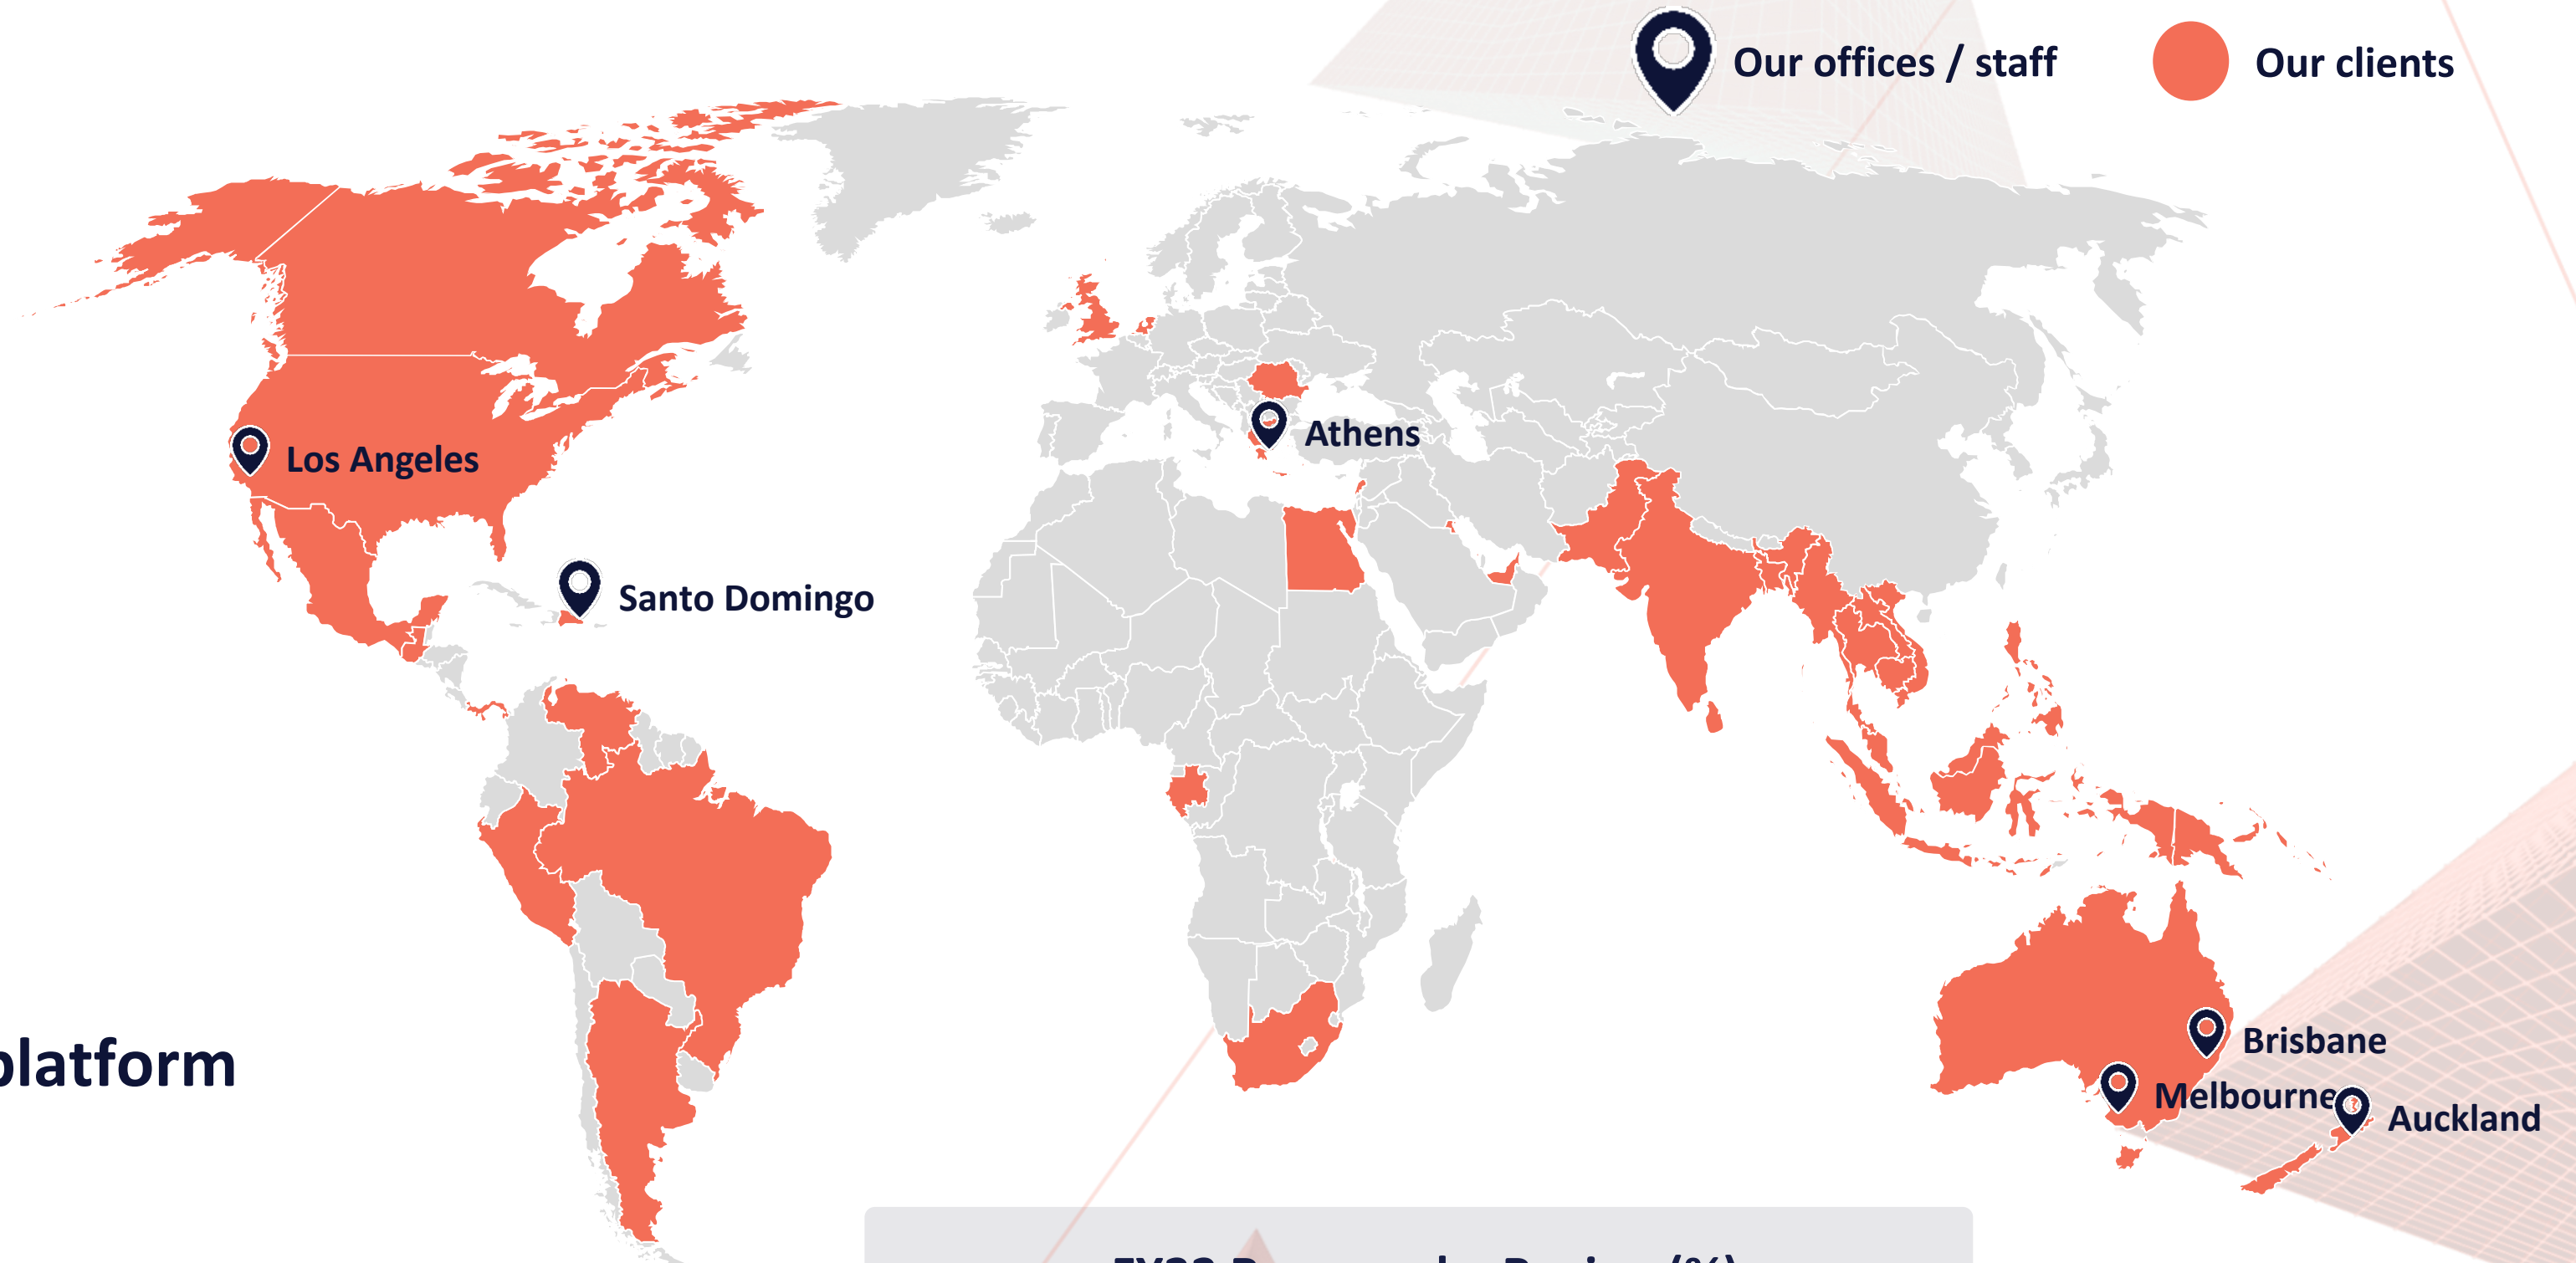 Our offices / staff
Our clients
Athens
Los Angeles
Santo Domingo
Brisbane
Melbourne
Auckland
platform